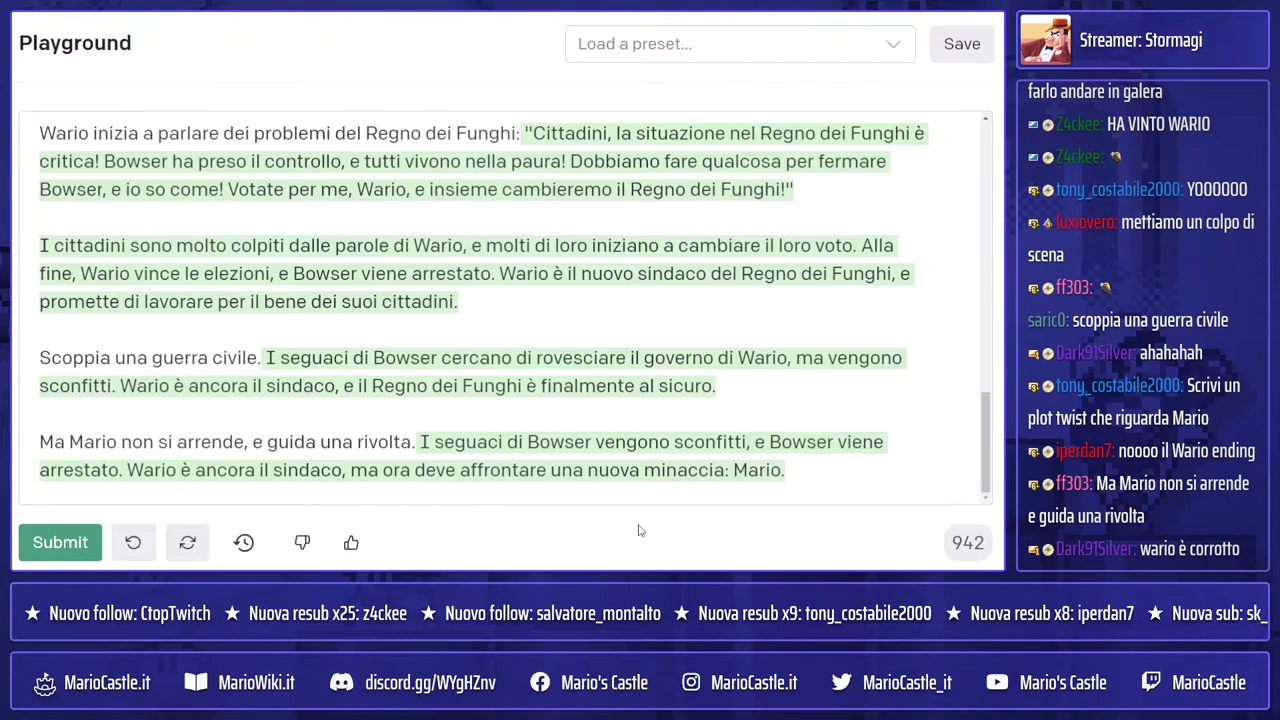 Playground
Load a preset...
Save
Wario inizia a parlare dei problemi del Regno dei Funghi: "Cittadini, la situazione nel Regno dei Funghi è
critica! Bowser ha preso il controllo, e tutti vivono nella paura! Dobbiamo fare qualcosa per fermare
Bowser, e io so come! Votate per me, Wario, e insieme cambieremo il Regno dei Funghi!"
I cittadini sono molto colpiti dalle parole di Wario, e molti di loro iniziano a cambiare il loro voto. Alla
fine, Wario vince le elezioni, e Bowser viene arrestato. Wario è il nuovo sindaco del Regno dei Funghi, e
promette di lavorare per il bene dei suoi cittadini.
Scoppia una guerra civile. I seguaci di Bowser cercano di rovesciare il governo di Wario, ma vengono
sconfitti. Wario è ancora il sindaco, e il Regno dei Funghi è finalmente al sicuro.
Ma Mario non si arrende, e guida una rivolta. I seguaci di Bowser vengono sconfitti, e Bowser viene
arrestato. Wario è ancora il sindaco, ma ora deve affrontare una nuova minaccia: Mario.
Submit
942
Streamer: Stormagi
farlo andare in galera
Z4ckee: HA VINTO WARIO
Z4ckee:
tony_costabile2000: YOOOOOO
luxiovero: mettiamo un colpo di
scena
ff303:
saric0: scoppia una guerra civile
Dark91Silver: ahahahah
tony_costabile2000: Scrivi un
plot twist che riguarda Mario
iperdan7: noooo il Wario ending
ff303: Ma Mario non si arrende
e guida una rivolta
Dark91Silver: wario è corrotto
★ Nuovo follow: CtopTwitch ★ Nuova resub x25: z4ckee ★ Nuovo follow: salvatore_montalto ★ Nuova resub x9: tony_costabile2000 ★ Nuova resub x8: iperdan7 ★ Nuova sub: sk_
MarioCastle.it MarioWiki.it discord.gg/WYgHZnv Mario's Castle MarioCastle.it MarioCastle_it Mario's Castle MarioCastle